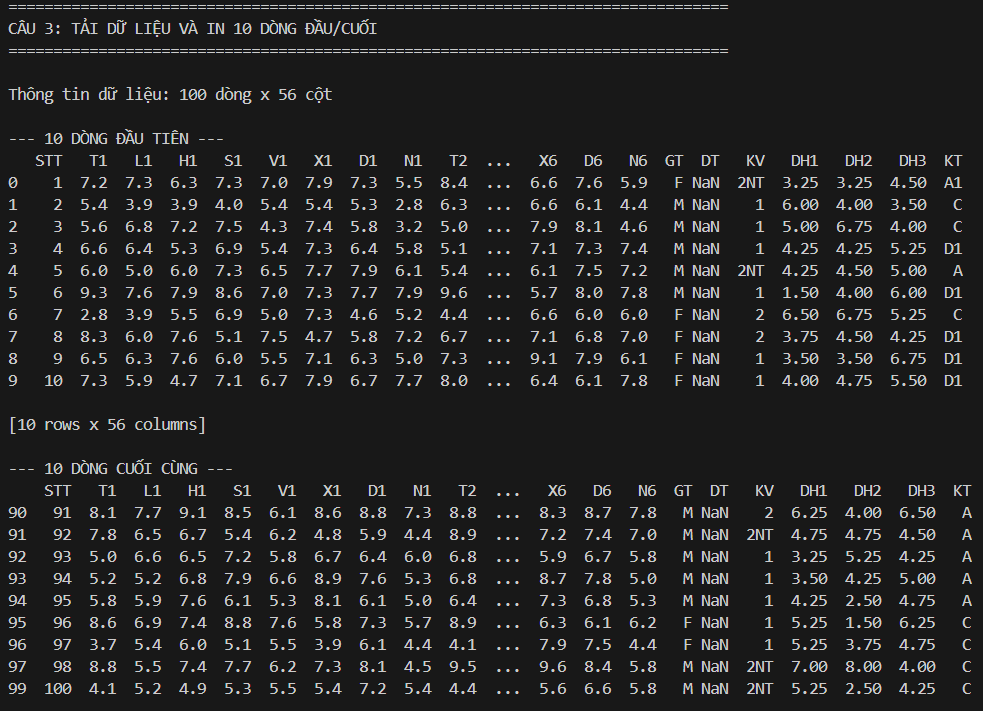 ================================================================================
CÂU 3: TẢI DỮ LIỆU VÀ IN 10 DÒNG ĐẦU/CUỐI
================================================================================
Thông tin dữ liệu: 100 dòng x 56 cột
--- 10 DÒNG ĐẦU TIÊN ---
   STT   T1   L1   H1   S1   V1   X1   D1   N1   T2  ...   X6   D6   N6  GT  DT   KV   DH1   DH2   DH3  KT
0    1  7.2  7.3  6.3  7.3  7.0  7.9  7.3  5.5  8.4  ...  6.6  7.6  5.9   F NaN  2NT  3.25  3.25  4.50  A1
1    2  5.4  3.9  3.9  4.0  5.4  5.4  5.3  2.8  6.3  ...  6.6  6.1  4.4   M NaN    1  6.00  4.00  3.50   C
2    3  5.6  6.8  7.2  7.5  4.3  7.4  5.8  3.2  5.0  ...  7.9  8.1  4.6   M NaN    1  5.00  6.75  4.00   C
3    4  6.6  6.4  5.3  6.9  5.4  7.3  6.4  5.8  5.1  ...  7.1  7.3  7.4   M NaN    1  4.25  4.25  5.25  D1
4    5  6.0  5.0  6.0  7.3  6.5  7.7  7.9  6.1  5.4  ...  6.1  7.5  7.2   M NaN  2NT  4.25  4.50  5.00   A
5    6  9.3  7.6  7.9  8.6  7.0  7.3  7.7  7.9  9.6  ...  5.7  8.0  7.8   M NaN    1  1.50  4.00  6.00  D1
6    7  2.8  3.9  5.5  6.9  5.0  7.3  4.6  5.2  4.4  ...  6.6  6.0  6.0   F NaN    2  6.50  6.75  5.25   C
7    8  8.3  6.0  7.6  5.1  7.5  4.7  5.8  7.2  6.7  ...  7.1  6.8  7.0   F NaN    2  3.75  4.50  4.25  D1
8    9  6.5  6.3  7.6  6.0  5.5  7.1  6.3  5.0  7.3  ...  9.1  7.9  6.1   F NaN    1  3.50  3.50  6.75  D1
9   10  7.3  5.9  4.7  7.1  6.7  7.9  6.7  7.7  8.0  ...  6.4  6.1  7.8   F NaN    1  4.00  4.75  5.50  D1
[10 rows x 56 columns]
--- 10 DÒNG CUỐI CÙNG ---
    STT   T1   L1   H1   S1   V1   X1   D1   N1   T2  ...   X6   D6   N6  GT  DT   KV   DH1   DH2   DH3 KT
90   91  8.1  7.7  9.1  8.5  6.1  8.6  8.8  7.3  8.8  ...  8.3  8.7  7.8   M NaN    2  6.25  4.00  6.50  A
91   92  7.8  6.5  6.7  5.4  6.2  4.8  5.9  4.4  8.9  ...  7.2  7.4  7.0   M NaN  2NT  4.75  4.75  4.50  A
92   93  5.0  6.6  6.5  7.2  5.8  6.7  6.4  6.0  6.8  ...  5.9  6.7  5.8   M NaN    1  3.25  5.25  4.25  A
93   94  5.2  5.2  6.8  7.9  6.6  8.9  7.6  5.3  6.8  ...  8.7  7.8  5.0   M NaN    1  3.50  4.25  5.00  A
94   95  5.8  5.9  7.6  6.1  5.3  8.1  6.1  5.0  6.4  ...  7.3  6.8  5.3   M NaN    1  4.25  2.50  4.75  A
95   96  8.6  6.9  7.4  8.8  7.6  5.8  7.3  5.7  8.9  ...  6.3  6.1  6.2   F NaN    1  5.25  1.50  6.25  C
96   97  3.7  5.4  6.0  5.1  5.5  3.9  6.1  4.4  4.1  ...  7.9  7.5  4.4   F NaN    1  5.25  3.75  4.75  C
97   98  8.8  5.5  7.4  7.7  6.2  7.3  8.1  4.5  9.5  ...  9.6  8.4  5.8   M NaN  2NT  7.00  8.00  4.00  C
99  100  4.1  5.2  4.9  5.3  5.5  5.4  7.2  5.4  4.4  ...  5.6  6.6  5.8   M NaN  2NT  5.25  2.50  4.25  C